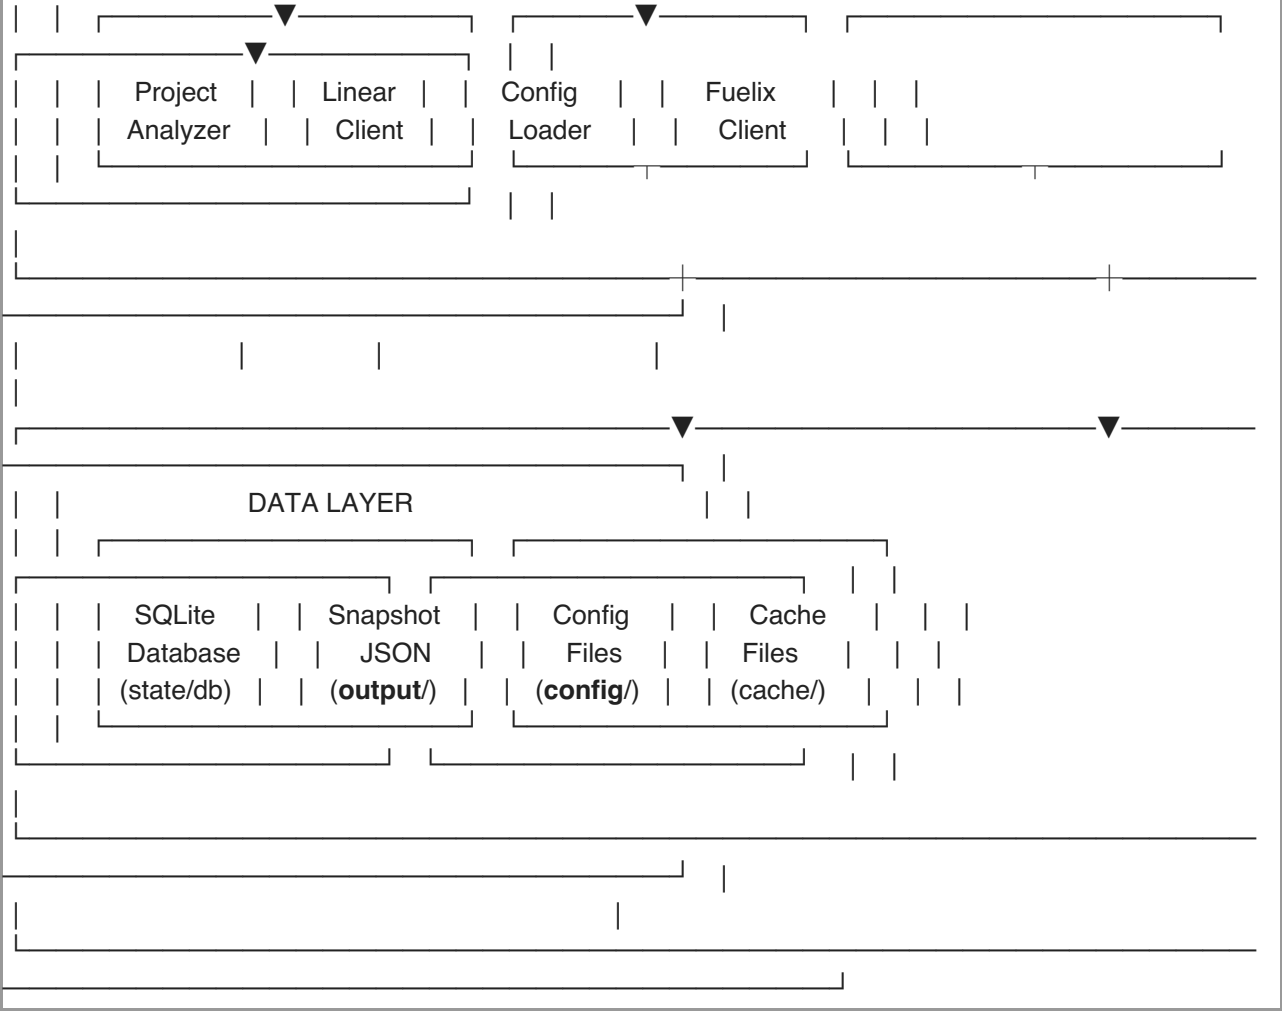 Project Linear Config Fuelix
Analyzer Client Loader Client
DATA LAYER
SQLite Snapshot Config Cache
Database JSON Files Files
(state/db) (output/) (config/) (cache/)